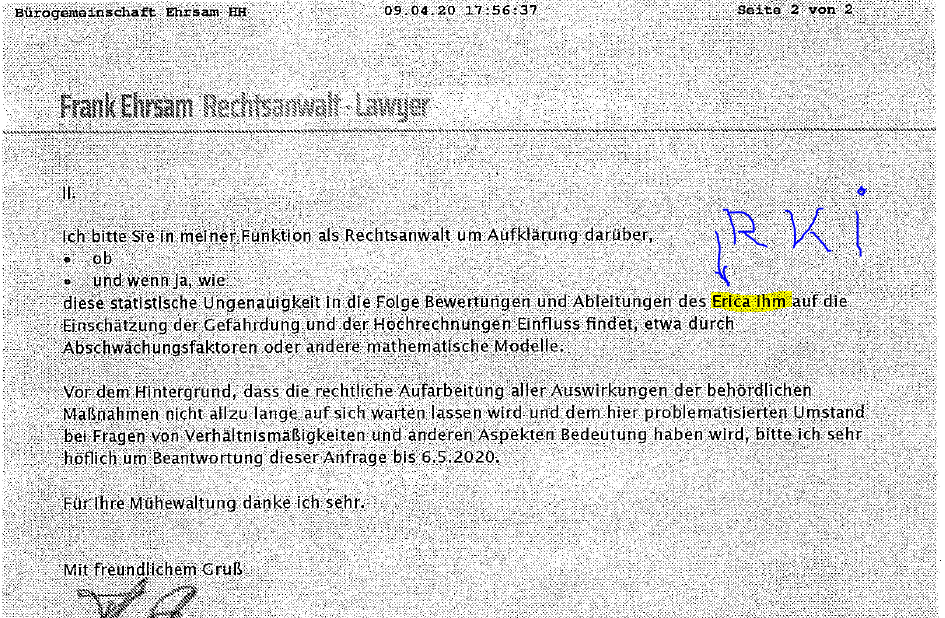 Bürogemeinschaft Ehrsam HH 09.04.20 17:56:37 Seite 2 von 2
Frank Ehrsam Rechtsanwalt · Lawyer
II.
RKi
Ich bitte Sie in meiner Funktion als Rechtsanwalt um Aufklärung darüber,
• ob
• und wenn ja, wie
diese statistische Ungenauigkeit in die Folge Bewertungen und Ableitungen des Erica Ihm auf die
Einschätzung der Gefährdung und der Hochrechnungen Einfluss findet, etwa durch
Abschwächungsfaktoren oder andere mathematische Modelle.
Vor dem Hintergrund, dass die rechtliche Aufarbeitung aller Auswirkungen der behördlichen
Maßnahmen nicht allzu lange auf sich warten lassen wird und dem hier problematisierten Umstand
bei Fragen von Verhältnismäßigkeiten und anderen Aspekten Bedeutung haben wird, bitte ich sehr
höflich um Beantwortung dieser Anfrage bis 6.5.2020.
Für Ihre Mühewaltung danke ich sehr.
Mit freundlichem Gruß